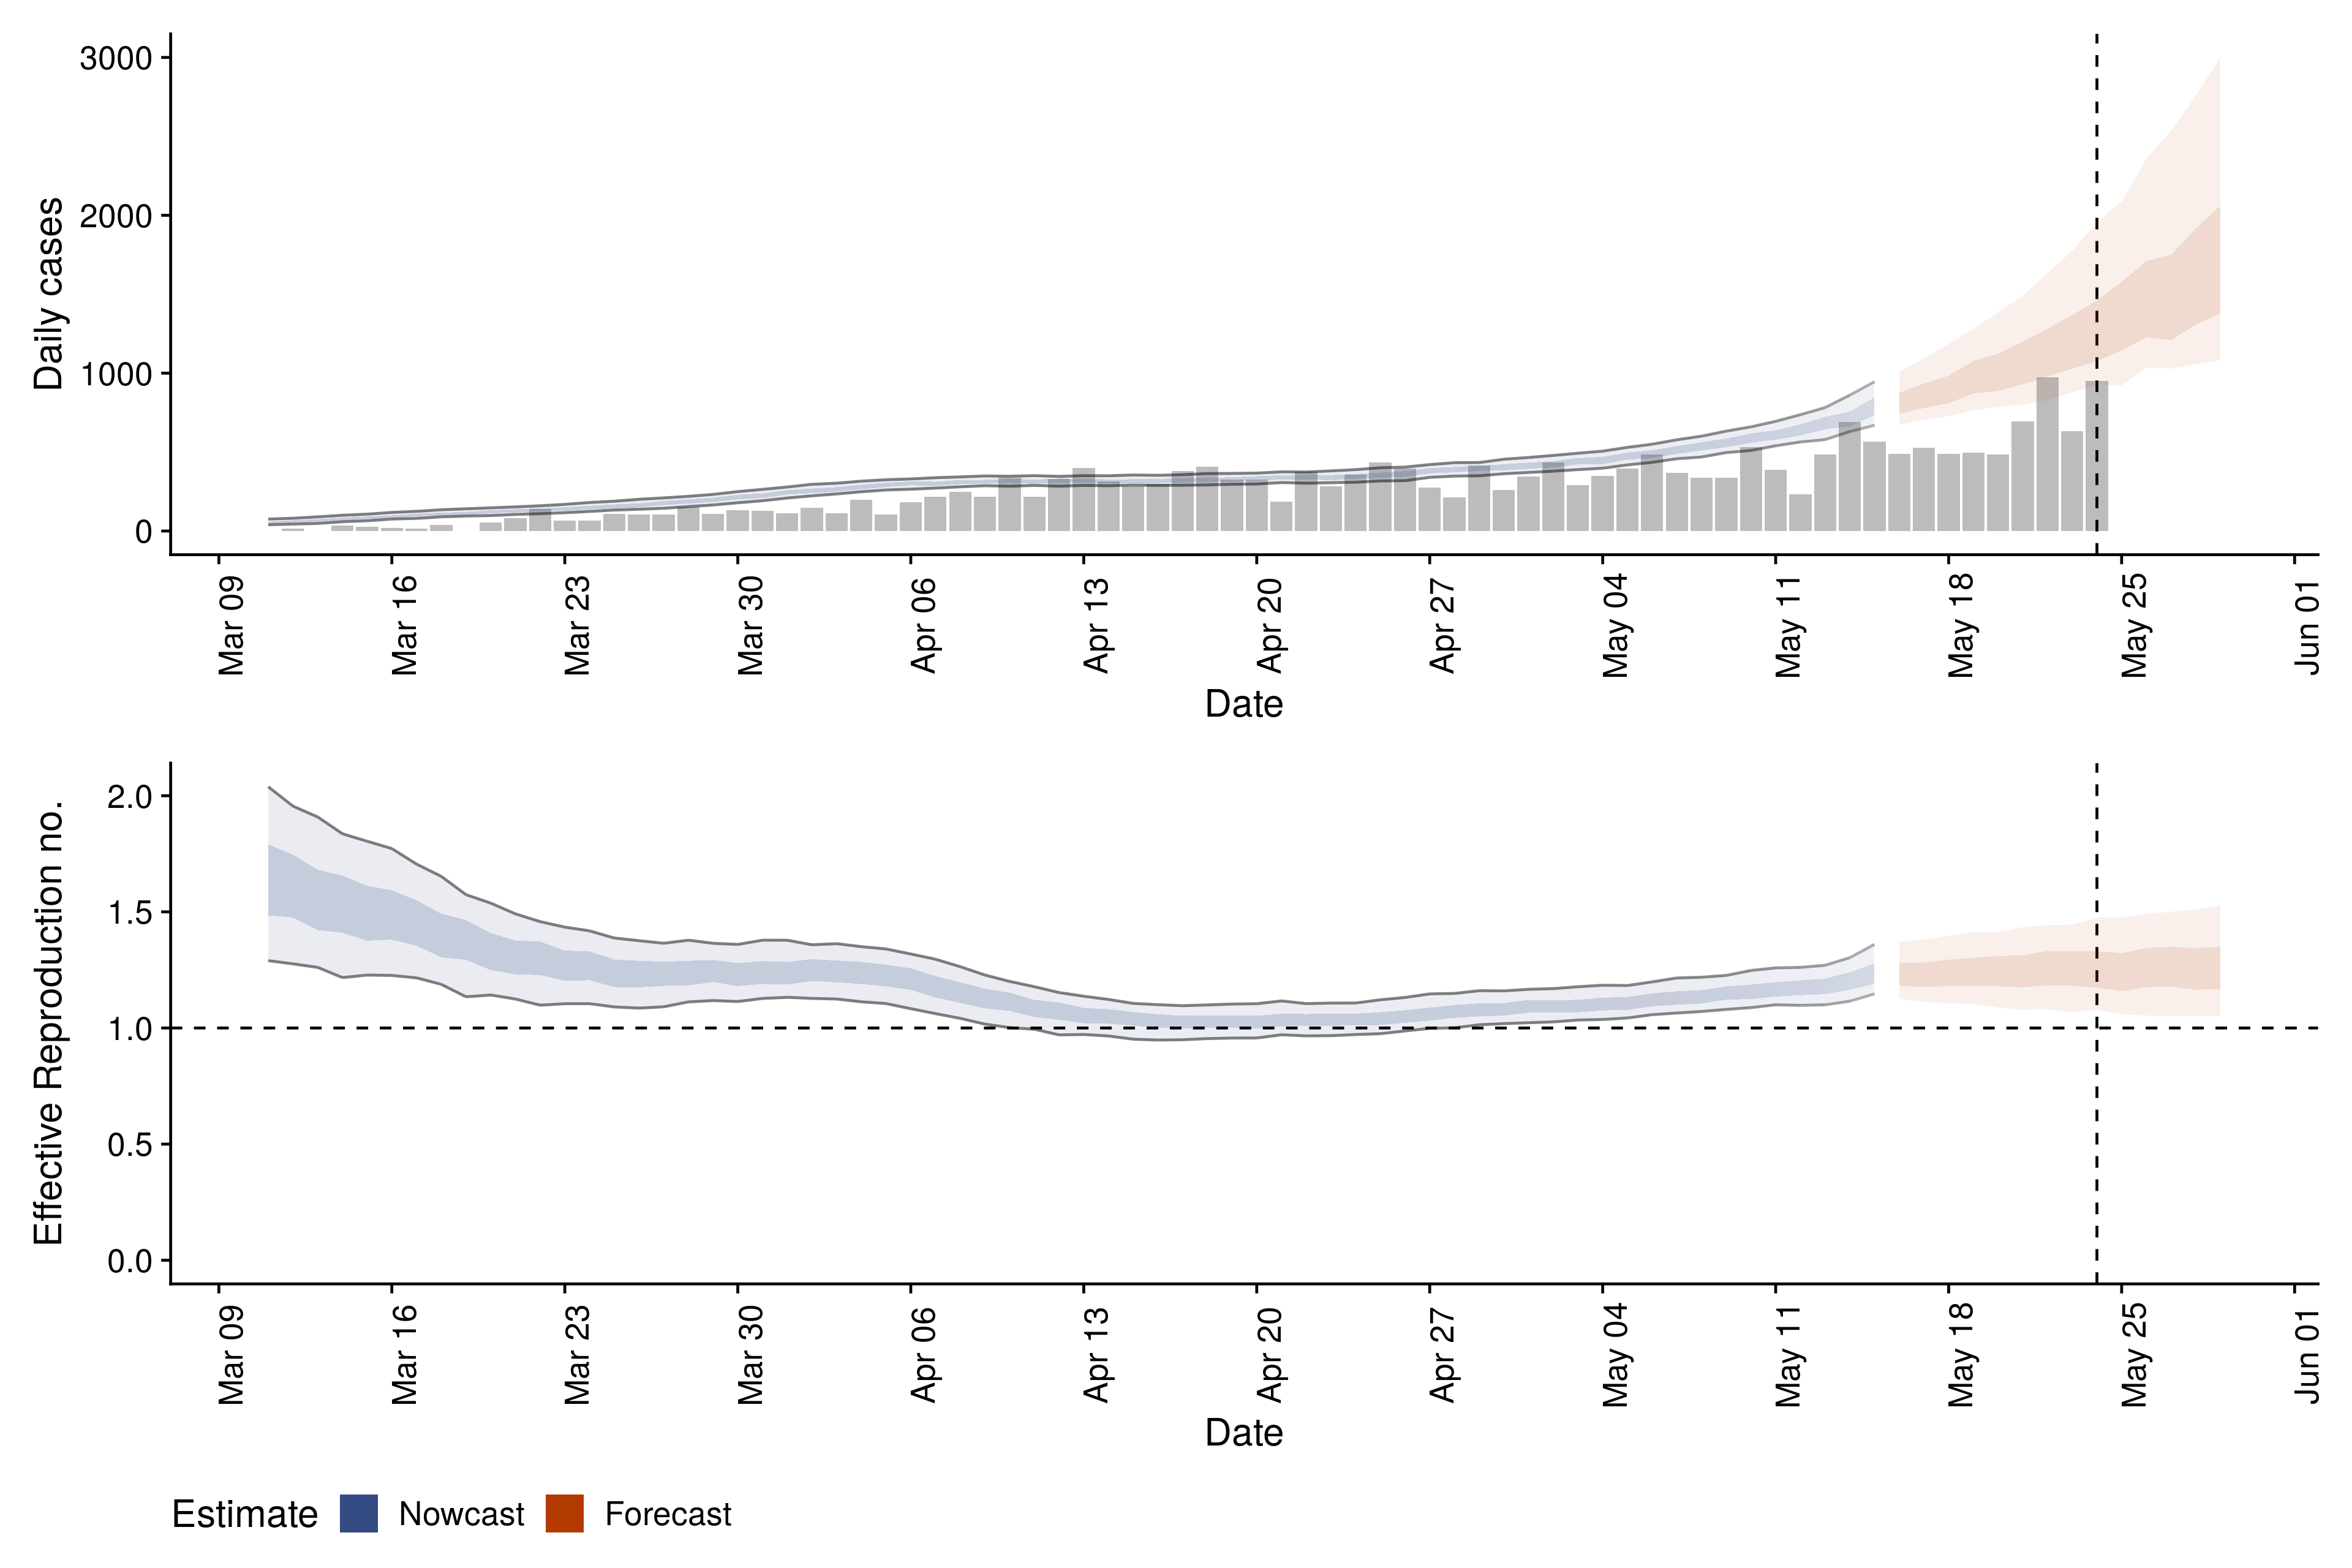 Daily cases
3000
2000
1000
0
Mar 09
Mar 16
Mar 23
Mar 30
Apr 06
Apr 13
Apr 20
Apr 27
May 04
May 11
May 18
May 25
Jun 01
Date
Effective Reproduction no.
2.0
1.5
1.0
0.5
0.0
Mar 09
Mar 16
Mar 23
Mar 30
Apr 06
Apr 13
Apr 20
Apr 27
May 04
May 11
May 18
May 25
Jun 01
Date
Estimate Nowcast Forecast